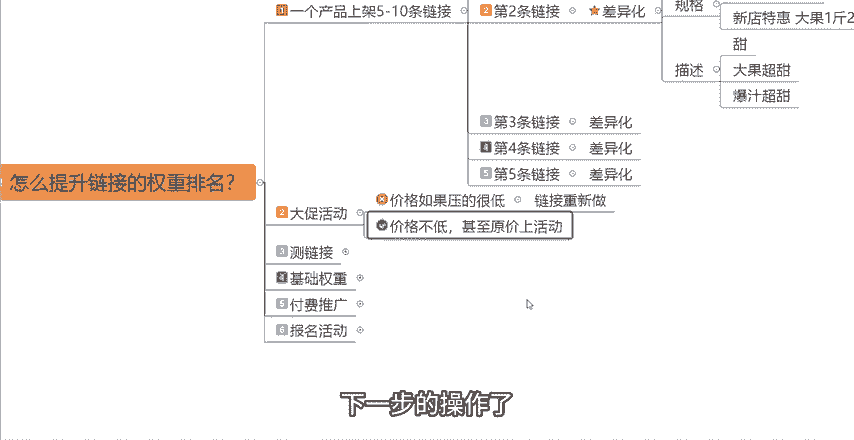 规格
1 一个产品上架5-10条链接
2 第2条链接
差异化
新店特惠 大果1斤2
甜
描述
大果超甜
爆汁超甜
3 第3条链接
差异化
4 第4条链接
差异化
5 第5条链接
差异化
怎么提升链接的权重排名?
2 大促活动
价格如果压的很低
链接重新做
价格不低，甚至原价上活动
3 测链接
4 基础权重
5 付费推广
6 报名活动
下一步的操作了